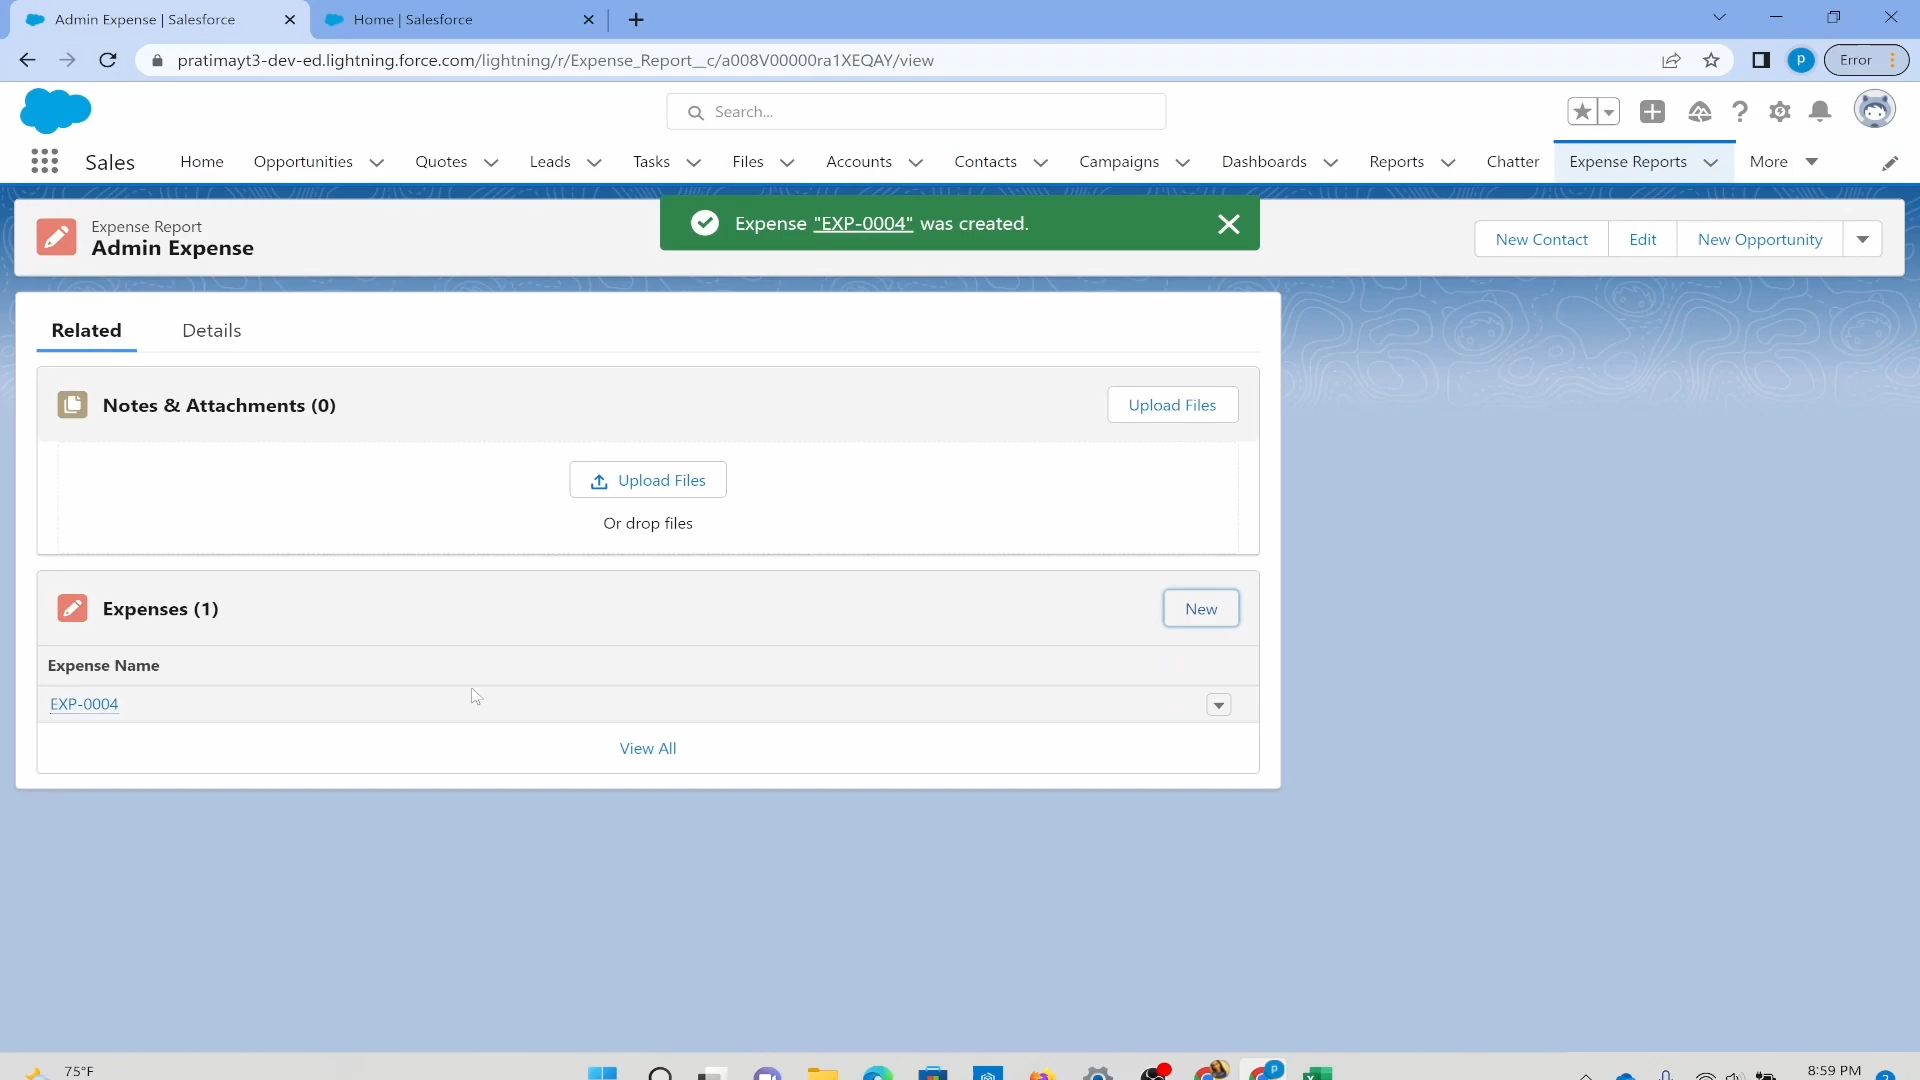 Admin Expense | Salesforce
Home | Salesforce
pratimayt3-dev-ed.lightning.force.com/lightning/r/Expense_Report__c/a008V00000ra1XEQAY/view
P
Error
Search...
Sales
Home
Opportunities
Quotes
Leads
Tasks
Files
Accounts
Contacts
Campaigns
Dashboards
Reports
Chatter
Expense Reports
More
Expense Report
Admin Expense
Expense "EXP-0004" was created.
New Contact
Edit
New Opportunity
Related
Details
Notes & Attachments (0)
Upload Files
Upload Files
Or drop files
Expenses (1)
New
Expense Name
EXP-0004
View All
75°F
P
8:59 PM
2